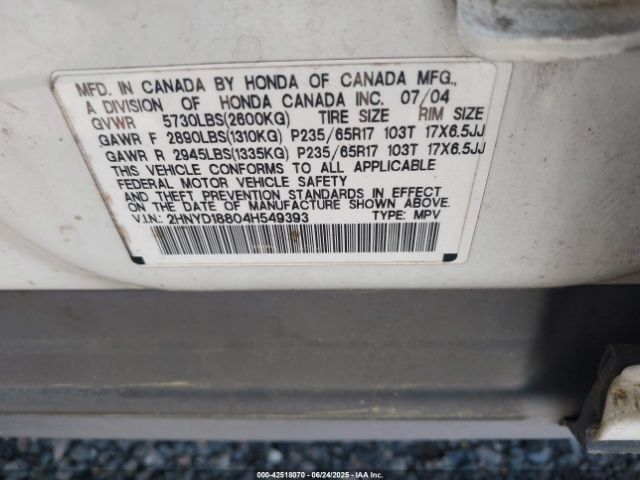 MFD. IN CANADA BY HONDA OF CANADA MFG.,
A DIVISION OF HONDA CANADA INC. 07/04
GVWR 5730LBS(2600KG) TIRE SIZE RIM SIZE
GAWR F 2890LBS(1310KG) P235/65R17 103T 17X6.5JJ
GAWR R 2945LBS(1335KG) P235/65R17 103T 17X6.5JJ
THIS VEHICLE CONFORMS TO ALL APPLICABLE
FEDERAL MOTOR VEHICLE SAFETY
AND THEFT PREVENTION STANDARDS IN EFFECT
ON THE DATE OF MANUFACTURE SHOWN ABOVE.
V.I.N.: 2HNYD18804H549393 TYPE: MPV
000-42518070 - 06/24/2025 - IAA Inc.